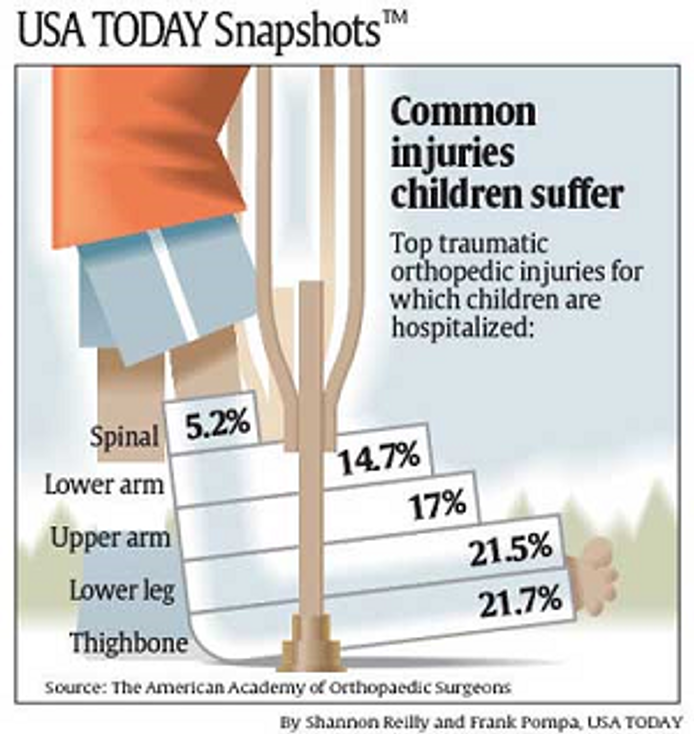 USA TODAY Snapshots™
Common
injuries
children suffer
Top traumatic
orthopedic injuries for
which children are
hospitalized:
Spinal 5.2%
Lower arm 14.7%
Upper arm 17%
Lower leg 21.5%
Thighbone 21.7%
Source: The American Academy of Orthopaedic Surgeons
By Shannon Reilly and Frank Pompa, USA TODAY